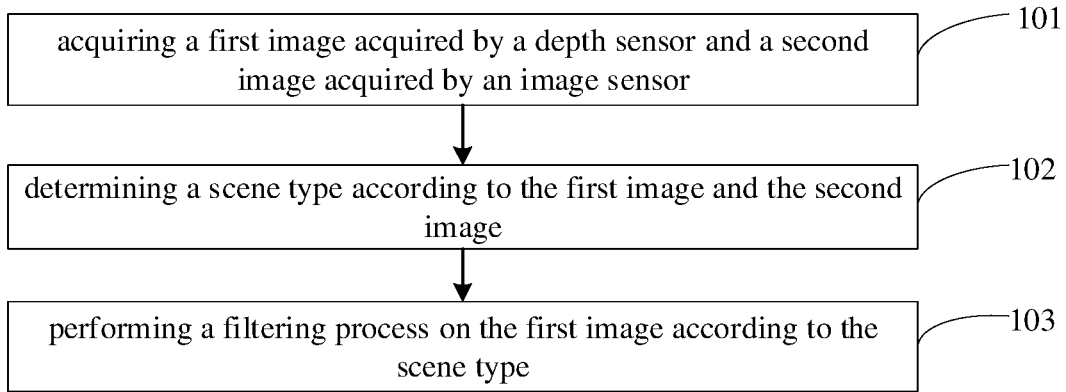 101
acquiring a first image acquired by a depth sensor and a second
image acquired by an image sensor
102
determining a scene type according to the first image and the second
image
103
performing a filtering process on the first image according to the
scene type